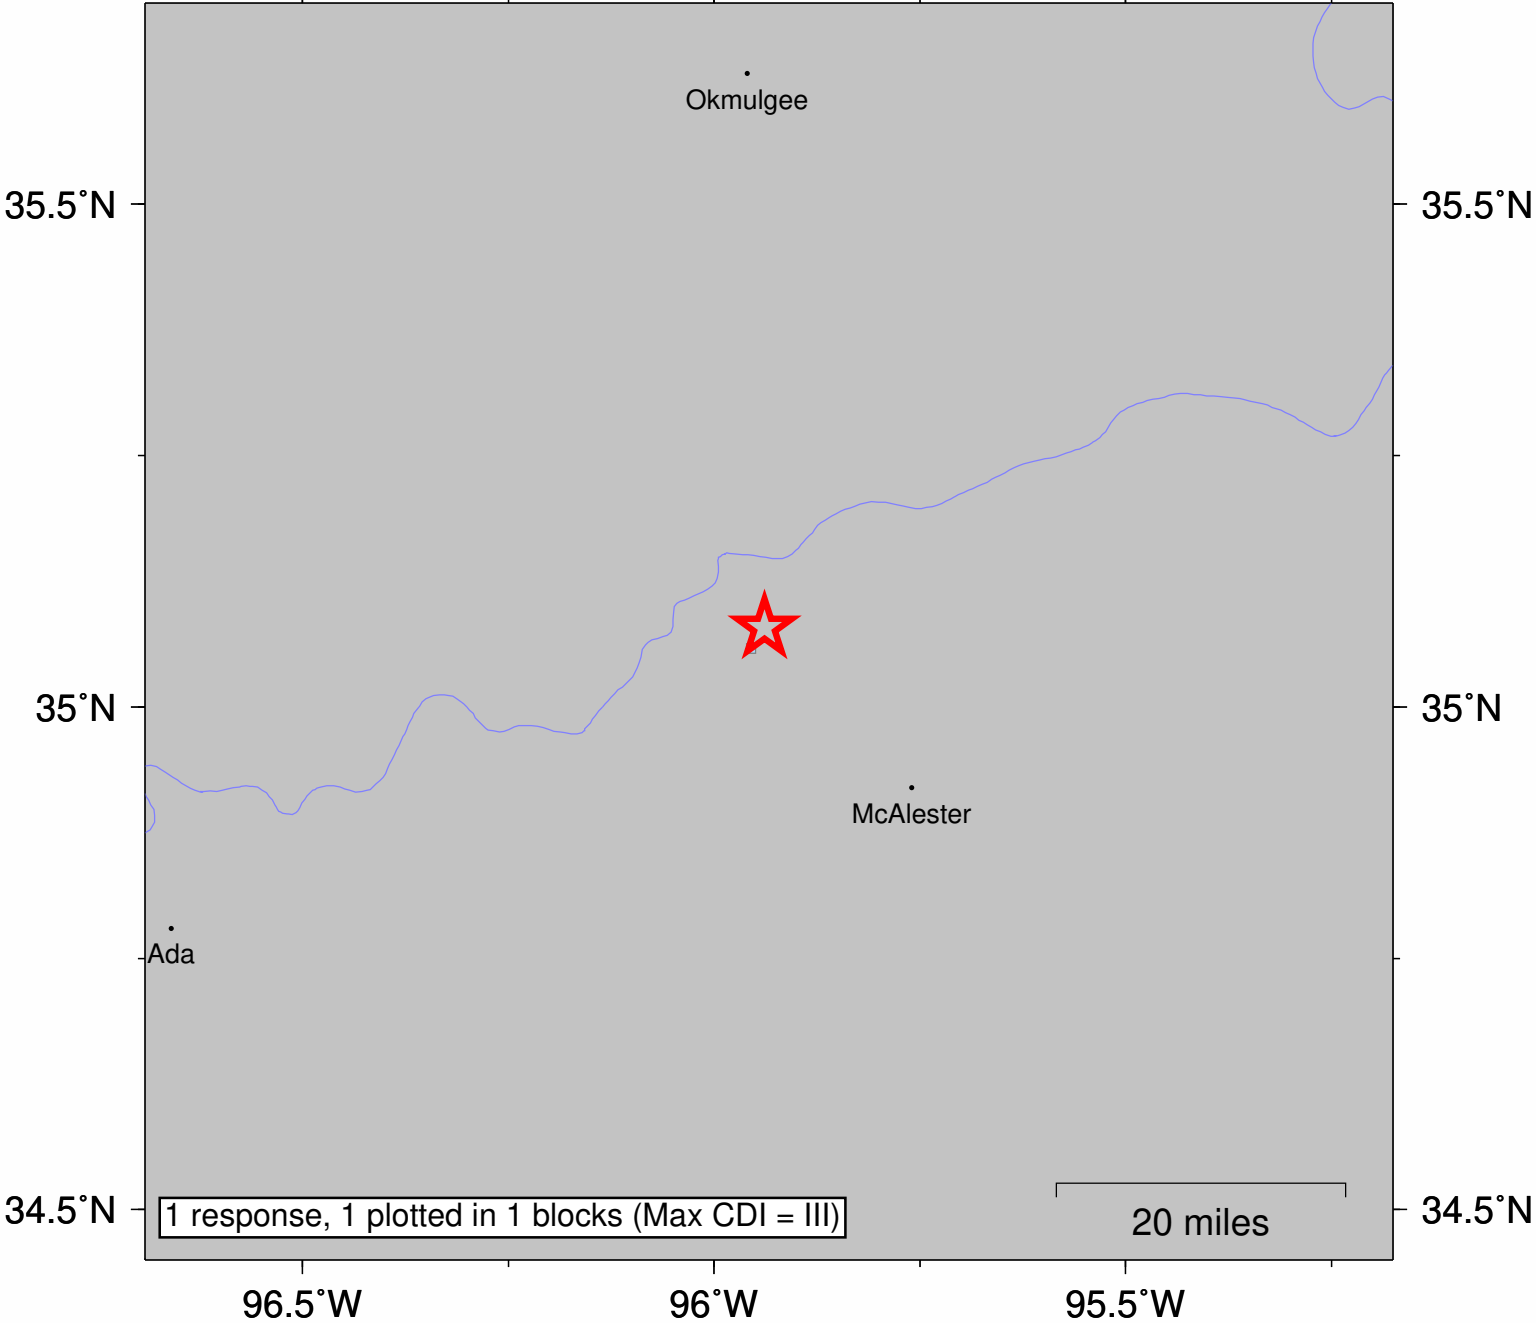 Okmulgee
35.5°N
35.5°N
35°N
35°N
McAlester
Ada
34.5°N
1 response, 1 plotted in 1 blocks (Max CDI = III)
20 miles
34.5°N
96.5°W
96°W
95.5°W